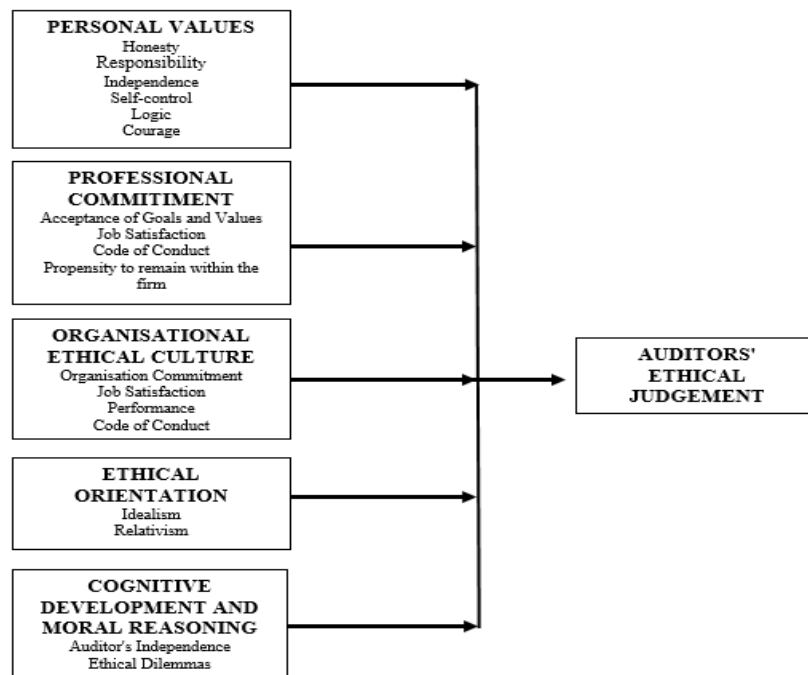 PERSONAL VALUES
Honesty
Responsibility
Independence
Self-control
Logic
Courage
PROFESSIONAL
COMMITIMENT
Acceptance of Goals and Values
Job Satisfaction
Code of Conduct
Propensity to remain within the
firm
ORGANISATIONAL
ETHICAL CULTURE
Organisation Commitment
Job Satisfaction
Performance
Code of Conduct
ETHICAL
ORIENTATION
Idealism
Relativism
COGNITIVE
DEVELOPMENT AND
MORAL REASONING
Auditor's Independence
Ethical Dilemmas
AUDITORS'
ETHICAL
JUDGEMENT